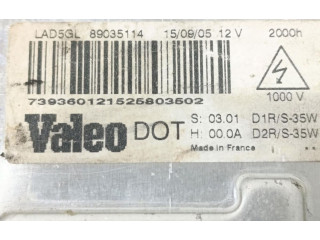 LAD5GL 89035114 15/09/05 12 V 2000h
1000 V
739360121525803502
Valeo DOT S: 03.01 D1R/S-35W
H: 00.0A D2R/S-35W
Made in France